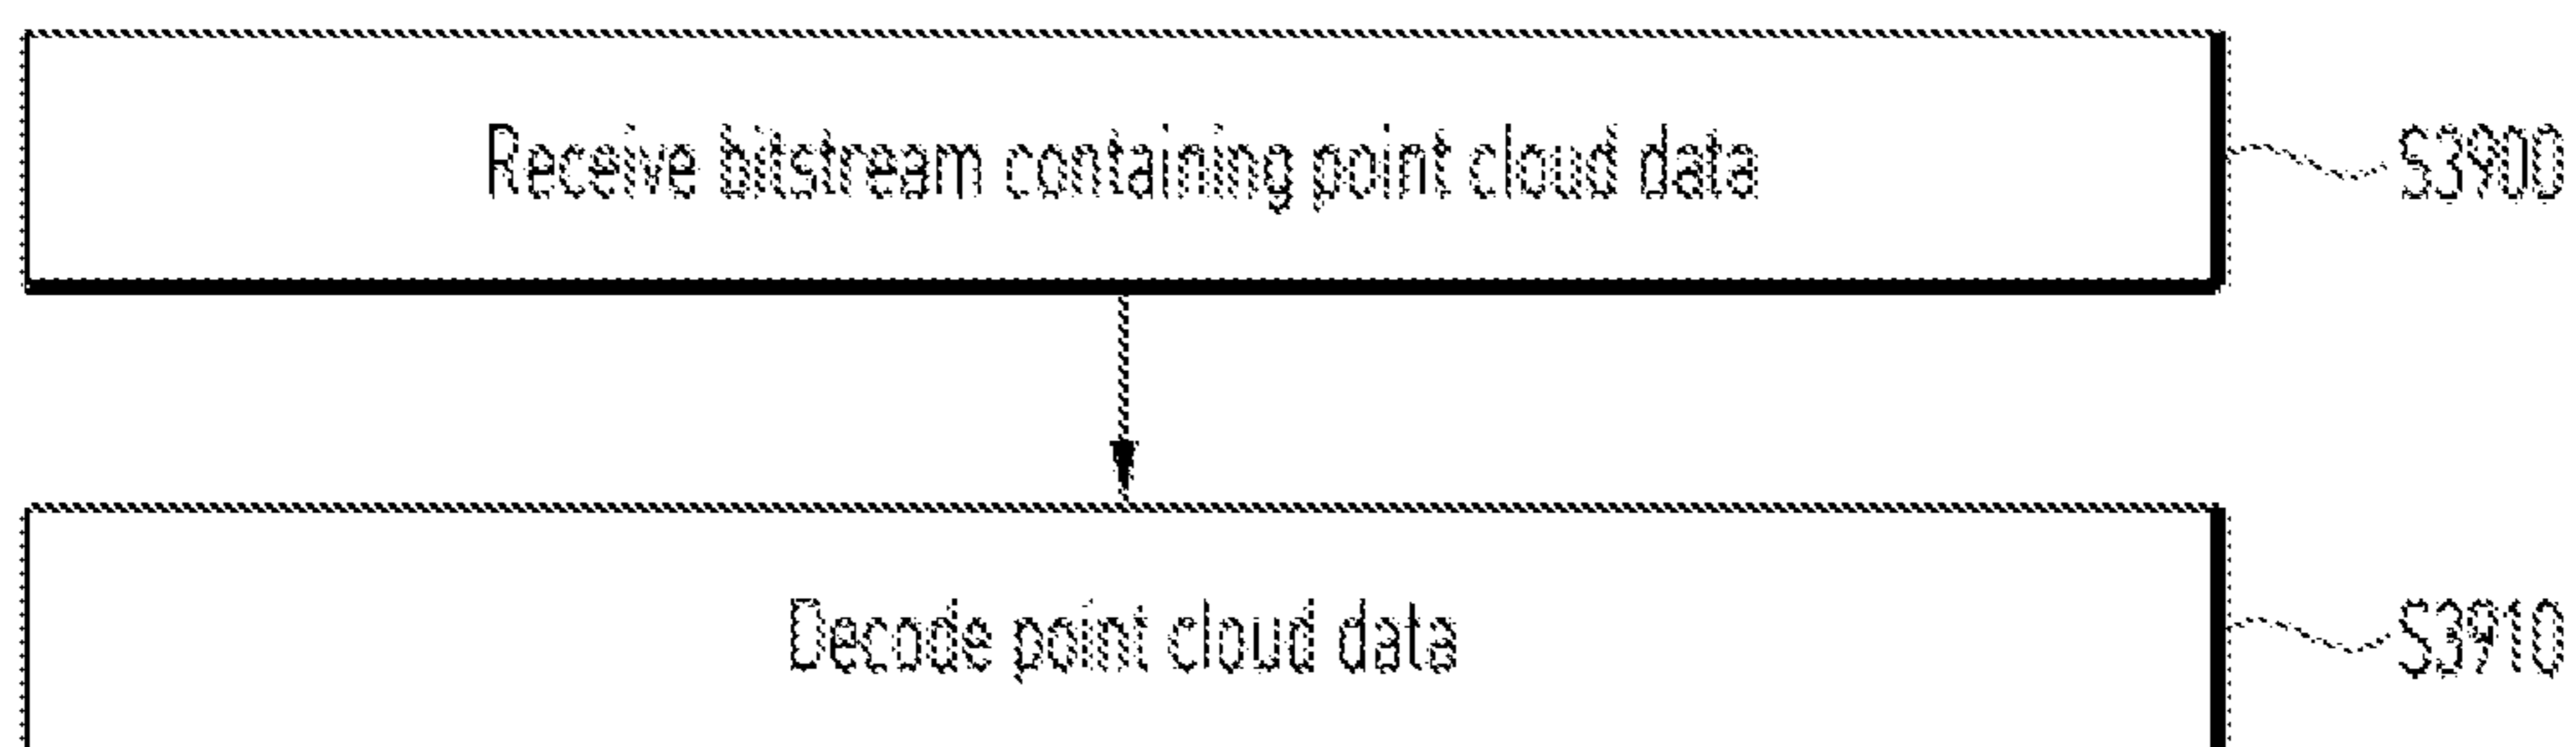 Receive bitstream containing point cloud data
S3900
Decode point cloud data
S3910